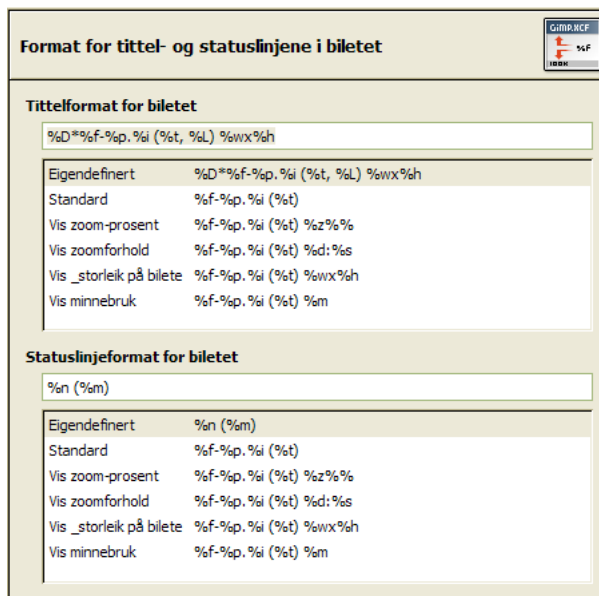 Format for tittel- og statuslinjene i biletet
GIMP.XCF
%F
100K
Tittelformat for biletet
%D*%f-%p.%i (%t, %L) %wx%h
Eigendefinert %D*%f-%p.%i (%t, %L) %wx%h
Standard %f-%p.%i (%t)
Vis zoom-prosent %f-%p.%i (%t) %z%%
Vis zoomforhold %f-%p.%i (%t) %d:%s
Vis _storleik på bilete %f-%p.%i (%t) %wx%h
Vis minnebruk %f-%p.%i (%t) %m
Statuslinjeformat for biletet
%n (%m)
Eigendefinert %n (%m)
Standard %f-%p.%i (%t)
Vis zoom-prosent %f-%p.%i (%t) %z%%
Vis zoomforhold %f-%p.%i (%t) %d:%s
Vis _storleik på bilete %f-%p.%i (%t) %wx%h
Vis minnebruk %f-%p.%i (%t) %m